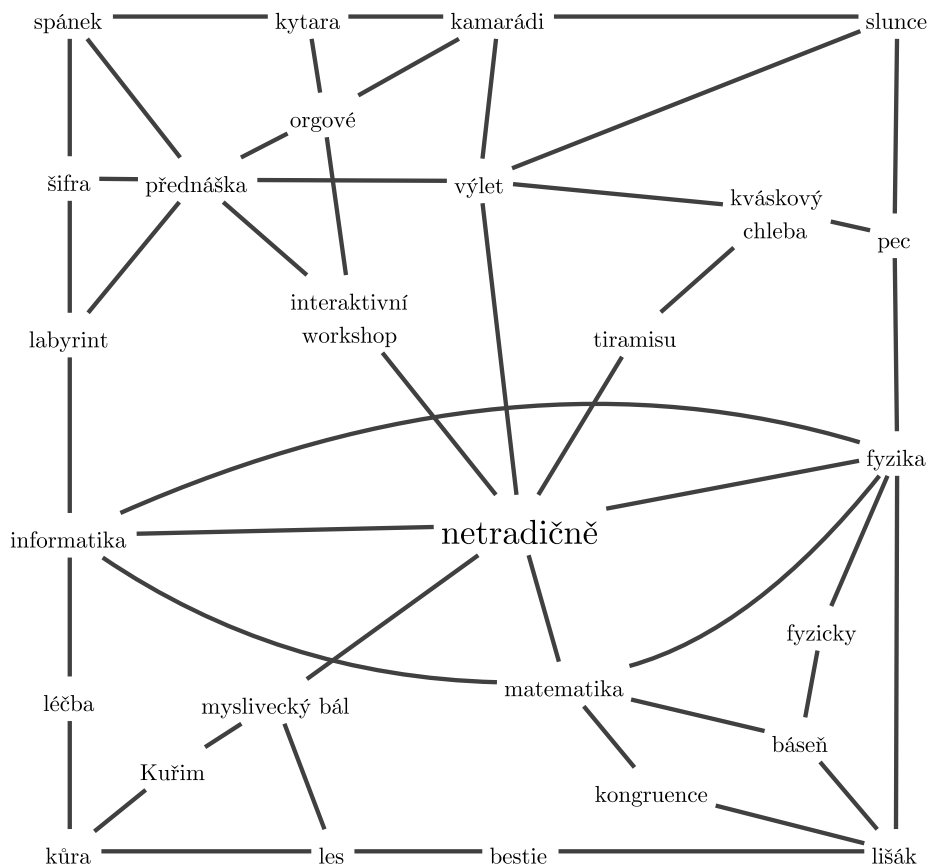 spánek kytara kamarádi slunce
orgové
šifra přednáška výlet kváskový
chleba pec
interaktivní
workshop
labyrint tiramisu
fyzika
informatika netradičně
fyzicky
léčba myslivecký bál matematika
báseň
Kuřim kongruence
kůra les bestie lišák